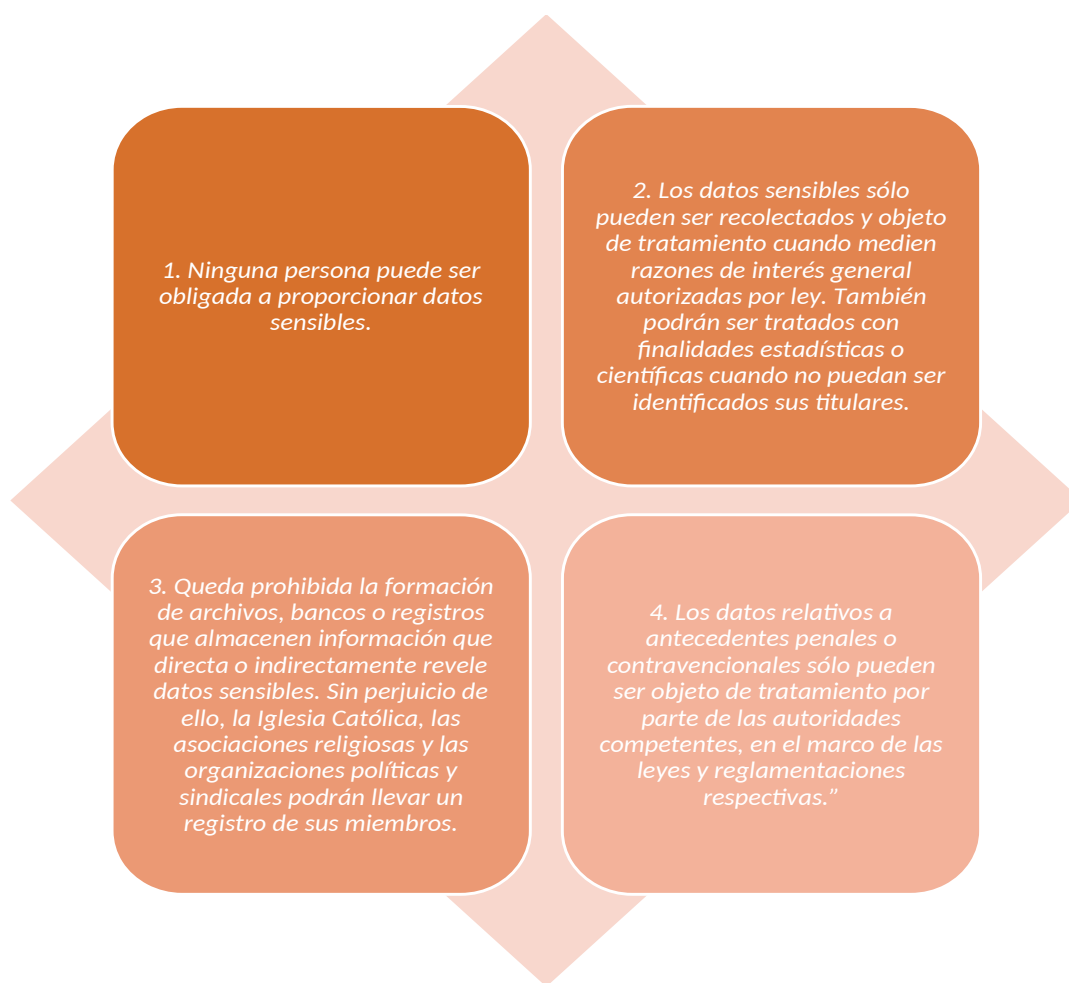 1. Ninguna persona puede ser
obligada a proporcionar datos
sensibles.
2. Los datos sensibles sólo
pueden ser recolectados y objeto
de tratamiento cuando medien
razones de interés general
autorizadas por ley. También
podrán ser tratados con
finalidades estadísticas o
científicas cuando no puedan ser
identificados sus titulares.
3. Queda prohibida la formación
de archivos, bancos o registros
que almacenen información que
directa o indirectamente revele
datos sensibles. Sin perjuicio de
ello, la Iglesia Católica, las
asociaciones religiosas y las
organizaciones políticas y
sindicales podrán llevar un
registro de sus miembros.
4. Los datos relativos a
antecedentes penales o
contravencionales sólo pueden
ser objeto de tratamiento por
parte de las autoridades
competentes, en el marco de las
leyes y reglamentaciones
respectivas.”